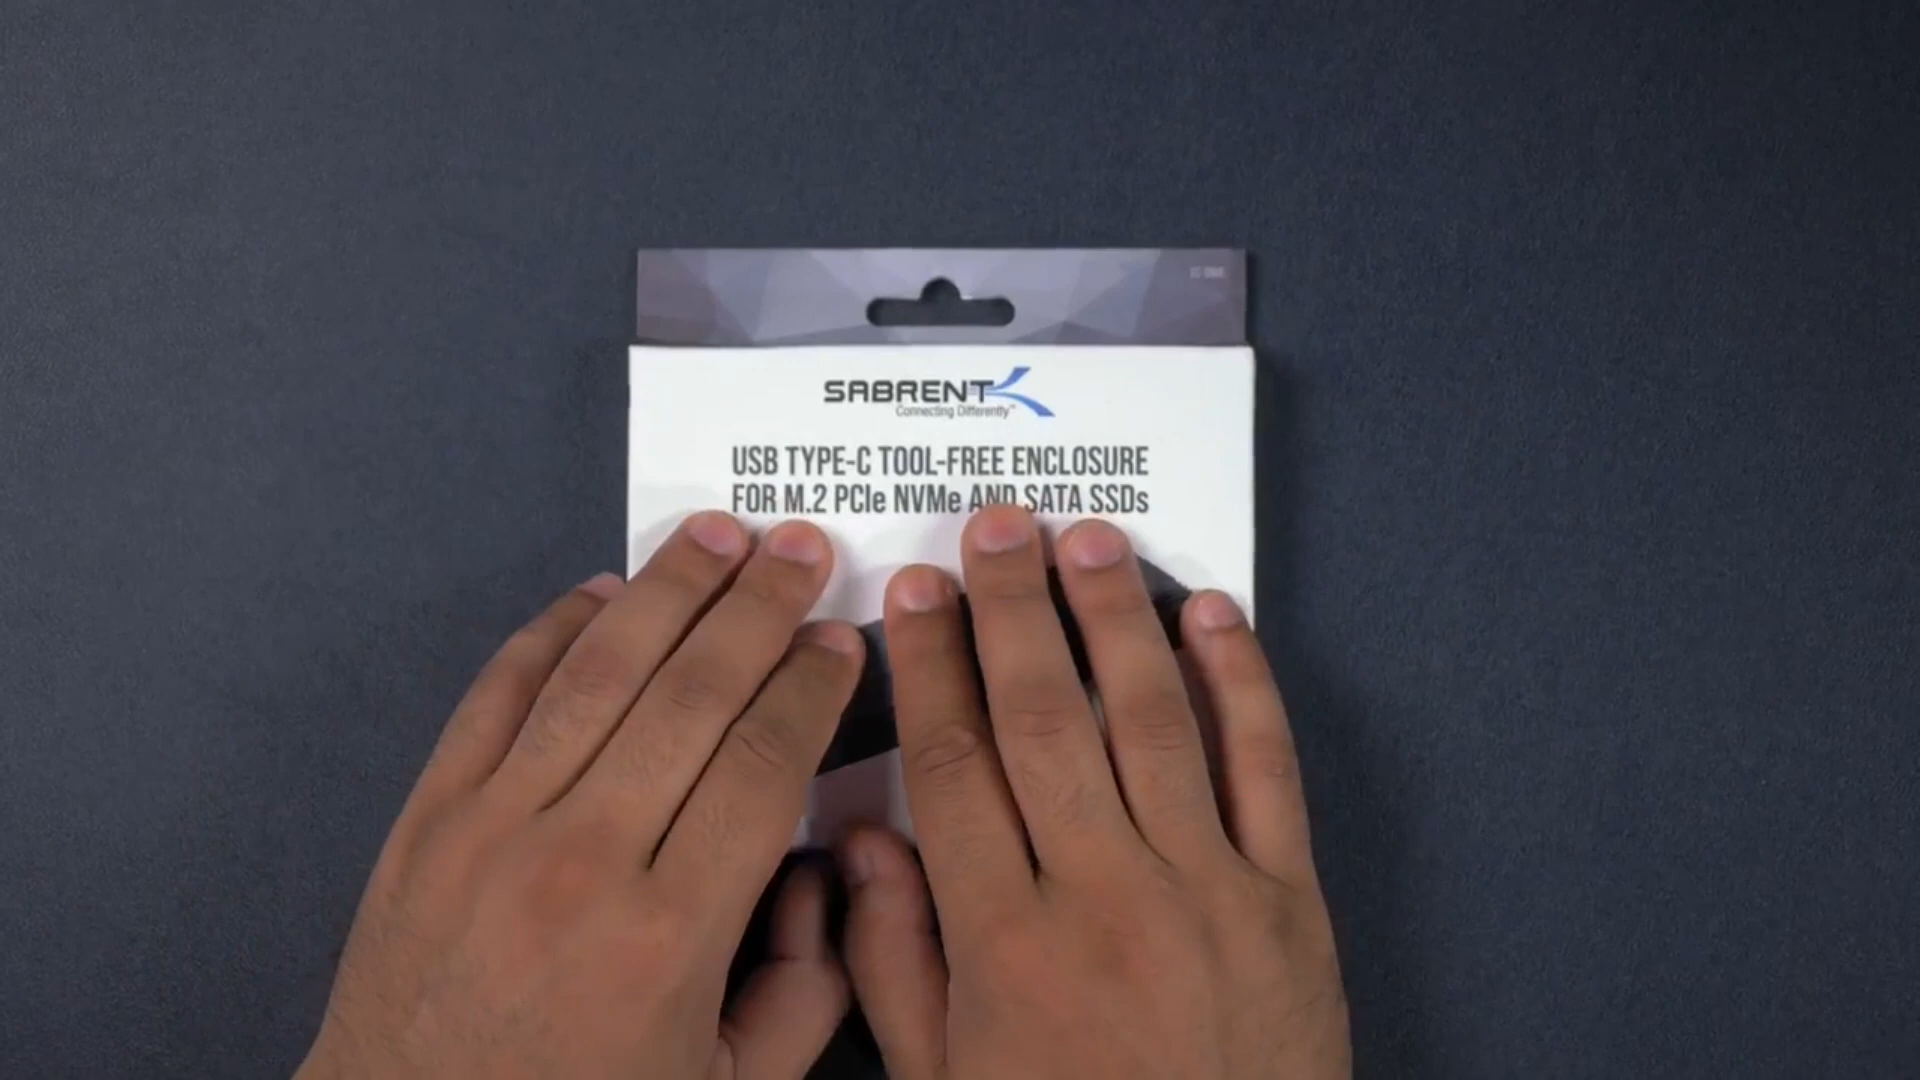 SABRENT
Connecting Differently™
USB TYPE-C TOOL-FREE ENCLOSURE
FOR M.2 PCIe NVMe AND SATA SSDs